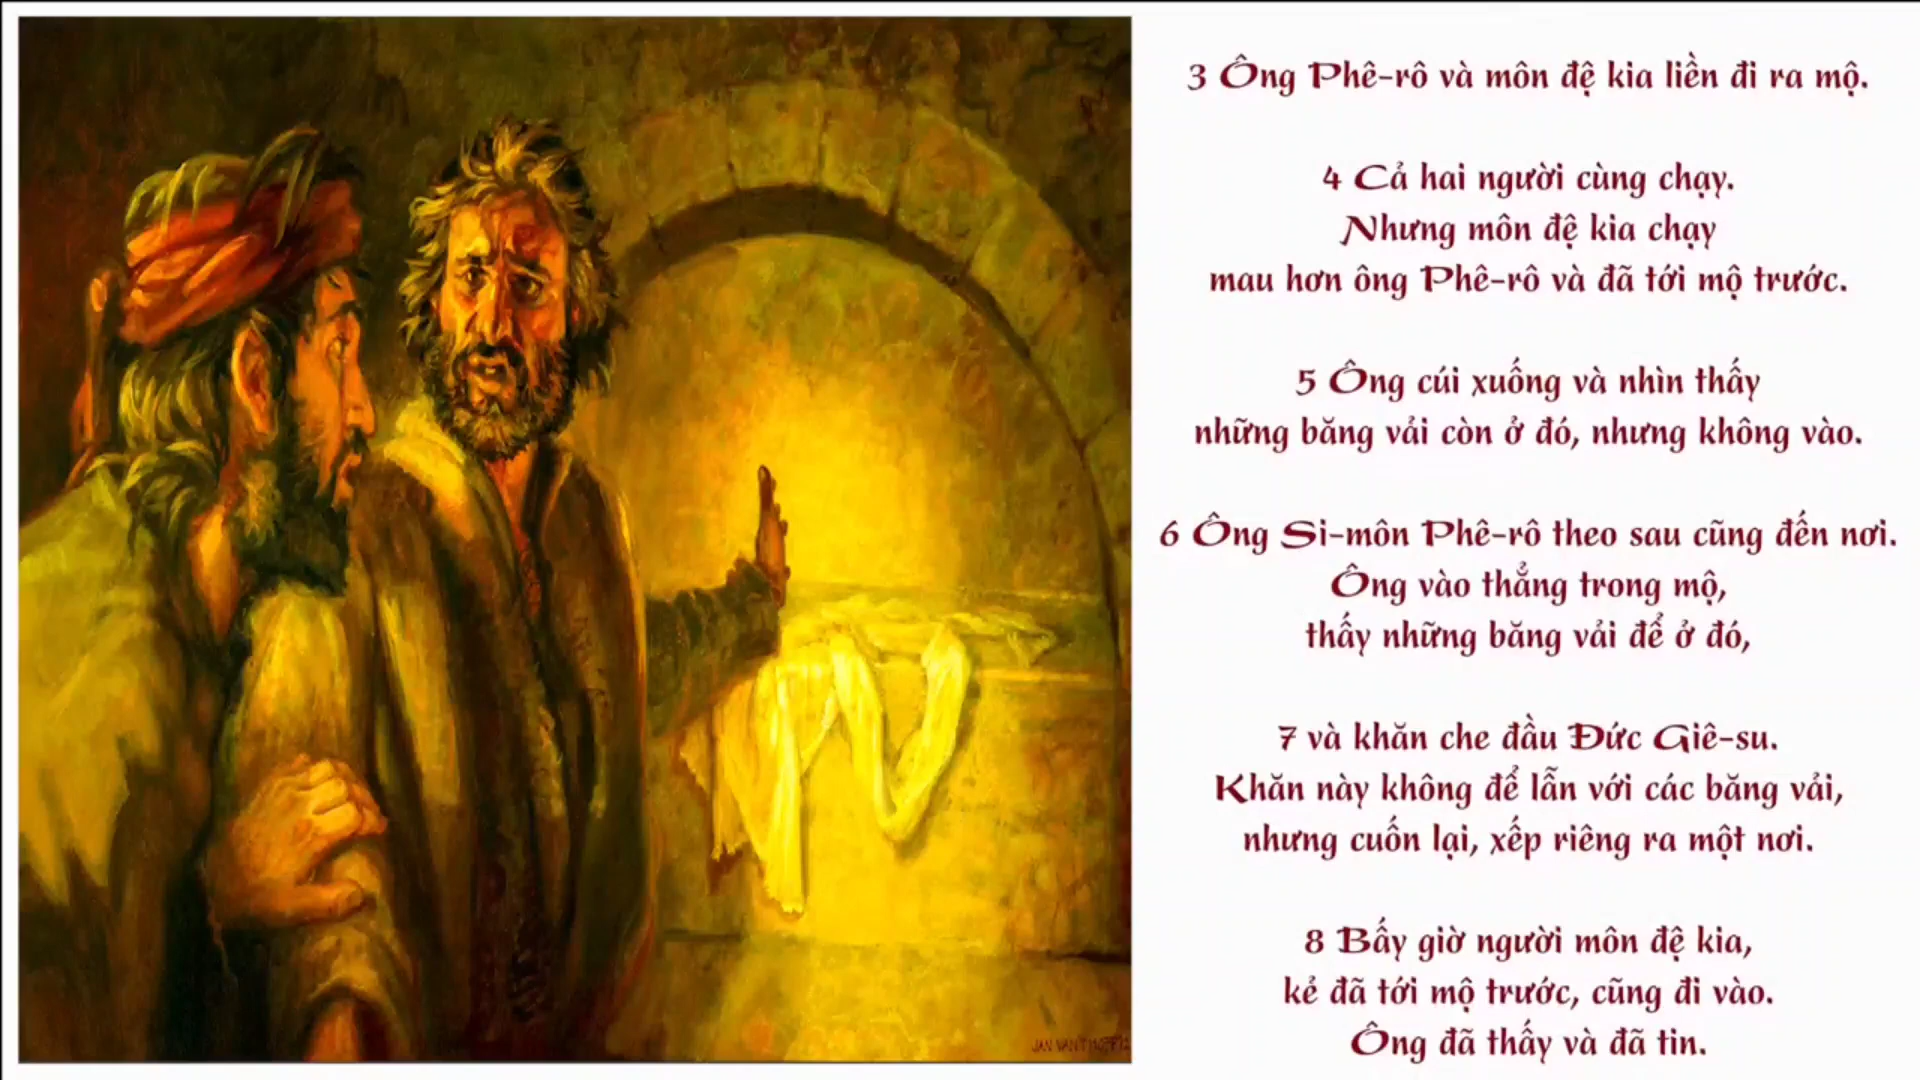 3 Ông Phê-rô và môn đệ kia liền đi ra mộ.
4 Cả hai người cùng chạy.
Nhưng môn đệ kia chạy
mau hơn ông Phê-rô và đã tới mộ trước.
5 Ông cúi xuống và nhìn thấy
những băng vải còn ở đó, nhưng không vào.
6 Ông Si-môn Phê-rô theo sau cũng đến nơi.
Ông vào thẳng trong mộ,
thấy những băng vải để ở đó,
7 và khăn che đầu Đức Giê-su.
Khăn này không để lẫn với các băng vải,
nhưng cuốn lại, xếp riêng ra một nơi.
8 Bấy giờ người môn đệ kia,
kẻ đã tới mộ trước, cũng đi vào.
Ông đã thấy và đã tin.
JAN VAN'T HOFF